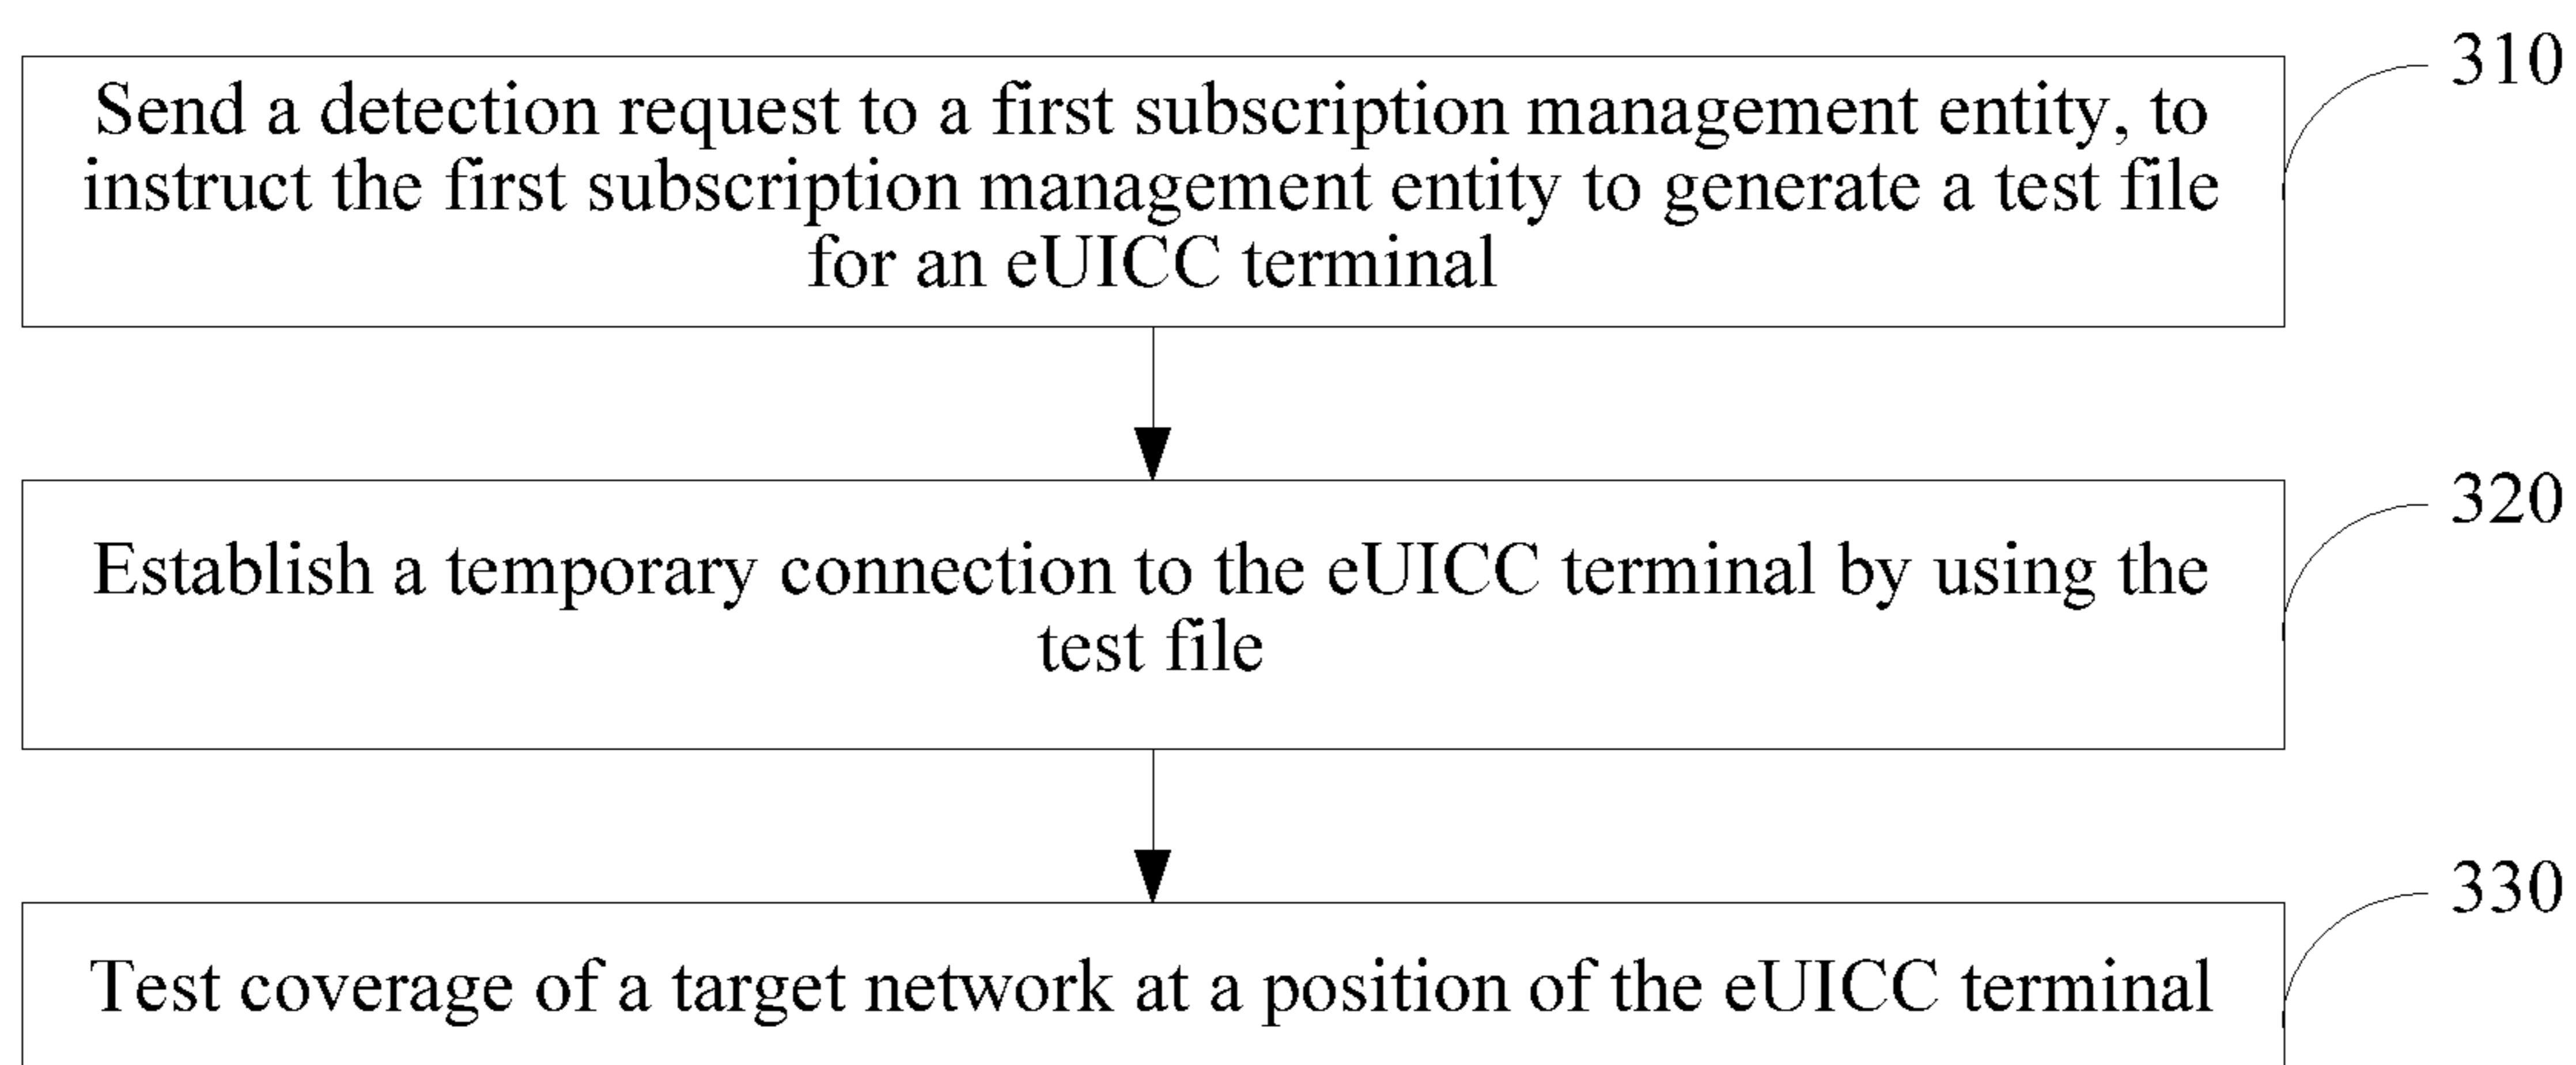 310
Send a detection request to a first subscription management entity, to
instruct the first subscription management entity to generate a test file
for an eUICC terminal
320
Establish a temporary connection to the eUICC terminal by using the
test file
330
Test coverage of a target network at a position of the eUICC terminal